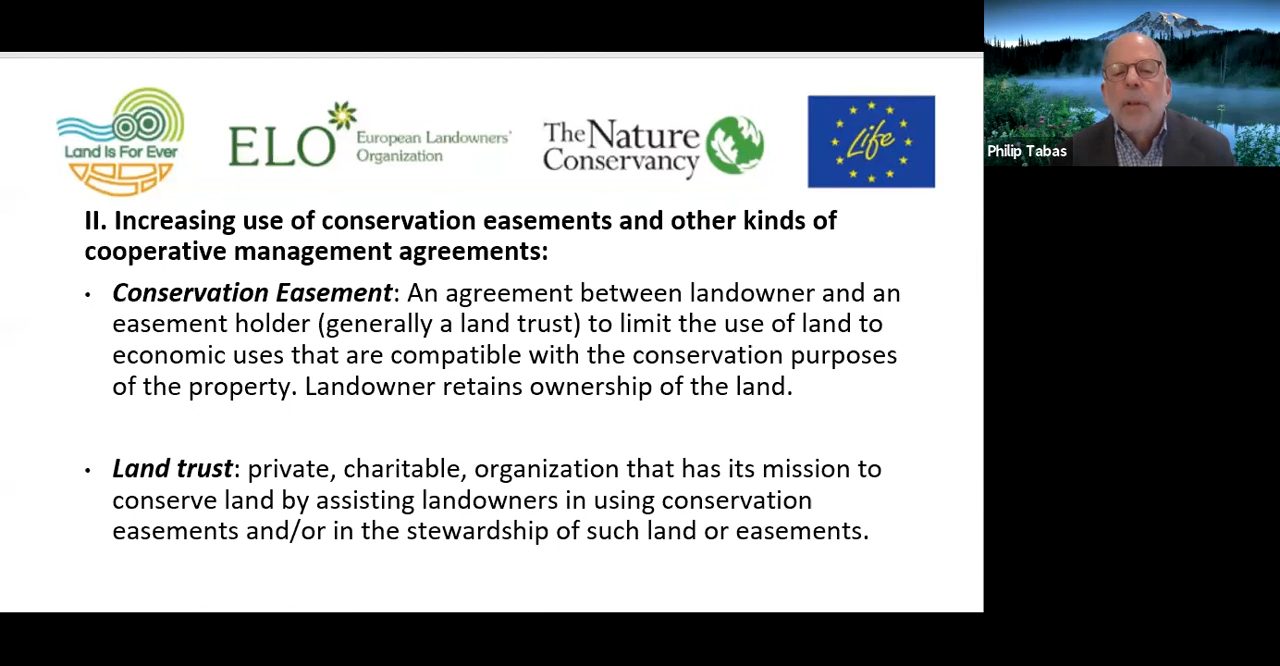 Land Is For Ever
ELO European Landowners'
Organization
The Nature
Conservancy
Life
Philip Tabas
II. Increasing use of conservation easements and other kinds of
cooperative management agreements:
• Conservation Easement: An agreement between landowner and an
easement holder (generally a land trust) to limit the use of land to
economic uses that are compatible with the conservation purposes
of the property. Landowner retains ownership of the land.
• Land trust: private, charitable, organization that has its mission to
conserve land by assisting landowners in using conservation
easements and/or in the stewardship of such land or easements.